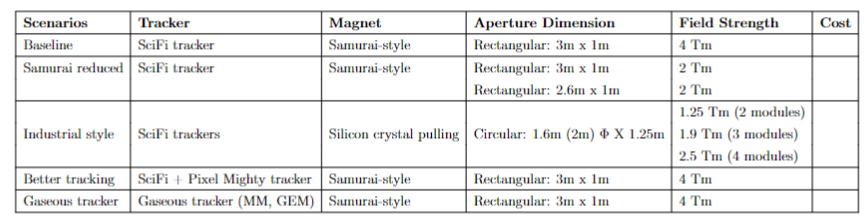 Scenarios Tracker Magnet Aperture Dimension Field Strength Cost
Baseline SciFi tracker Samurai-style Rectangular: 3m x 1m 4 Tm
Samurai reduced SciFi tracker Samurai-style Rectangular: 3m x 1m 2 Tm
Rectangular: 2.6m x 1m 2 Tm
1.25 Tm (2 modules)
Industrial style SciFi trackers Silicon crystal pulling Circular: 1.6m (2m) Φ X 1.25m 1.9 Tm (3 modules)
2.5 Tm (4 modules)
Better tracking SciFi + Pixel Mighty tracker Samurai-style Rectangular: 3m x 1m 4 Tm
Gaseous tracker Gaseous tracker (MM, GEM) Samurai-style Rectangular: 3m x 1m 4 Tm